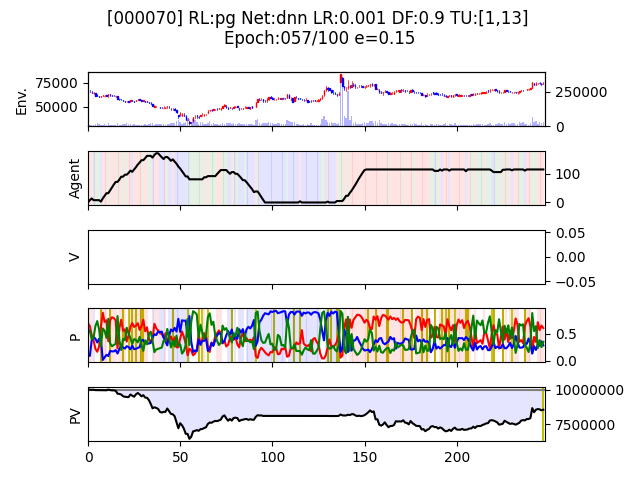 [000070] RL:pg Net:dnn LR:0.001 DF:0.9 TU:[1,13]
Epoch:057/100 e=0.15
Env.
75000
50000
250000
0
Agent
100
0
V
0.05
0.00
−0.05
P
0.5
0.0
PV
10000000
7500000
0 50 100 150 200